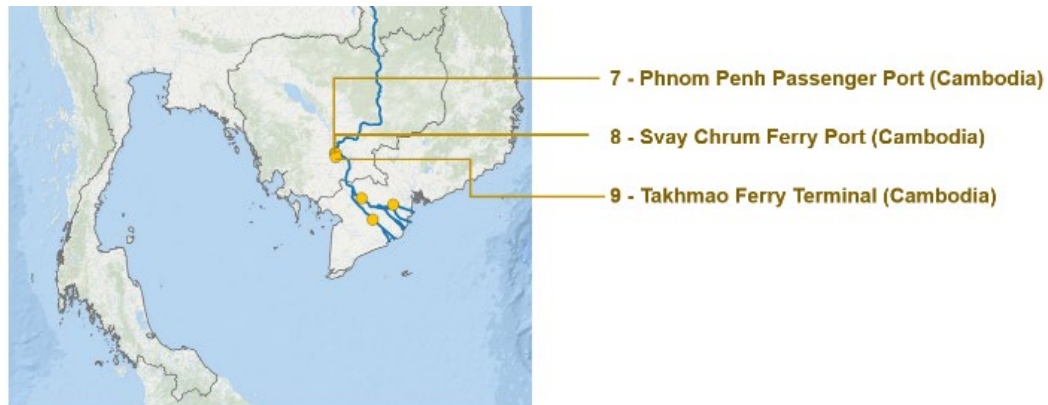 7 - Phnom Penh Passenger Port (Cambodia)
8 - Svay Chrum Ferry Port (Cambodia)
9 - Takhmao Ferry Terminal (Cambodia)